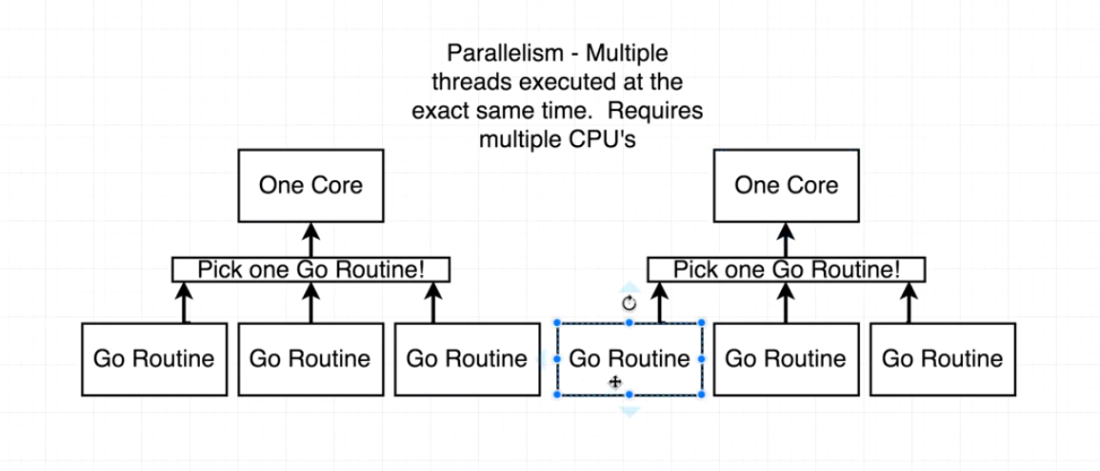 Parallelism - Multiple
threads executed at the
exact same time.  Requires
multiple CPU's
One Core
One Core
Pick one Go Routine!
Pick one Go Routine!
Go Routine
Go Routine
Go Routine
Go Routine
Go Routine
Go Routine